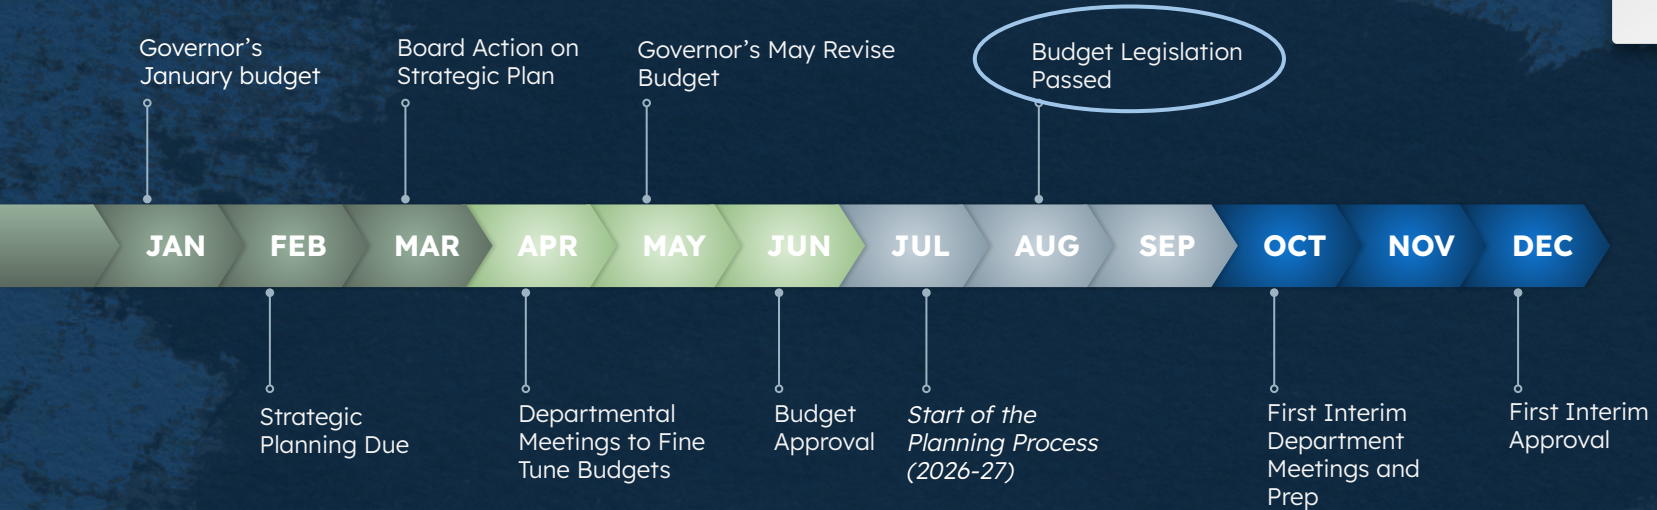 Governor's
January budget
Board Action on
Strategic Plan
Governor's May Revise
Budget
Budget Legislation
Passed
JAN
FEB
MAR
APR
MAY
JUN
JUL
AUG
SEP
OCT
NOV
DEC
Strategic
Planning Due
Departmental
Meetings to Fine
Tune Budgets
Budget
Approval
Start of the
Planning Process
(2026-27)
First Interim
Department
Meetings and
Prep
First Interim
Approval